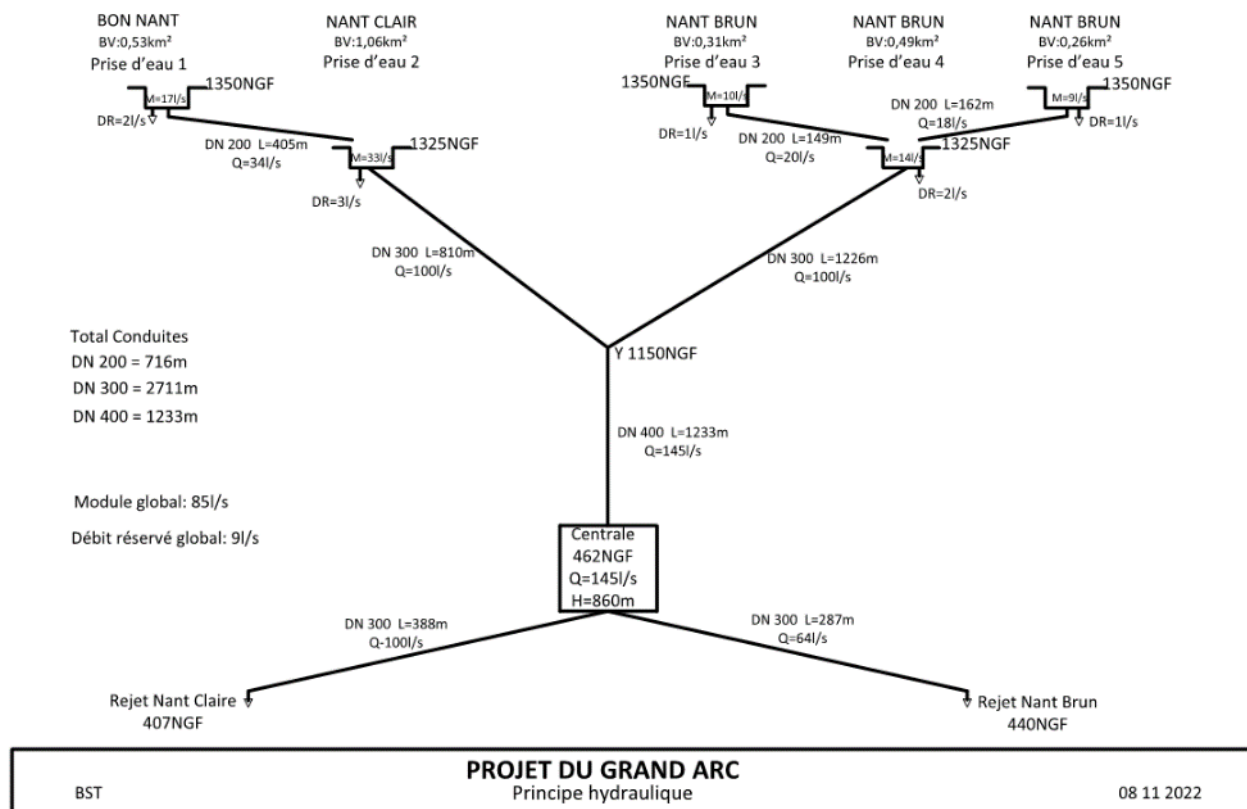 BON NANT
BV:0,53km²
Prise d'eau 1
1350NGF
M=17l/s
DR=2l/s
DN 200 L=405m
Q=34l/s
NANT CLAIR
BV:1,06km²
Prise d'eau 2
1325NGF
M=33l/s
DR=3l/s
NANT BRUN
BV:0,31km²
Prise d'eau 3
1350NGF
M=10l/s
DR=1l/s
DN 200 L=149m
Q=20l/s
NANT BRUN
BV:0,49km²
Prise d'eau 4
1325NGF
M=14l/s
DR=2l/s
NANT BRUN
BV:0,26km²
Prise d'eau 5
1350NGF
M=9l/s
DR=1l/s
DN 200 L=162m
Q=18l/s
DN 300 L=810m
Q=100l/s
DN 300 L=1226m
Q=100l/s
Y 1150NGF
Total Conduites
DN 200 = 716m
DN 300 = 2711m
DN 400 = 1233m
DN 400 L=1233m
Q=145l/s
Module global: 85l/s
Débit réservé global: 9l/s
Centrale
462NGF
Q=145l/s
H=860m
DN 300 L=388m
Q-100l/s
DN 300 L=287m
Q=64l/s
Rejet Nant Claire
407NGF
Rejet Nant Brun
440NGF
PROJET DU GRAND ARC
BST
Principe hydraulique
08 11 2022